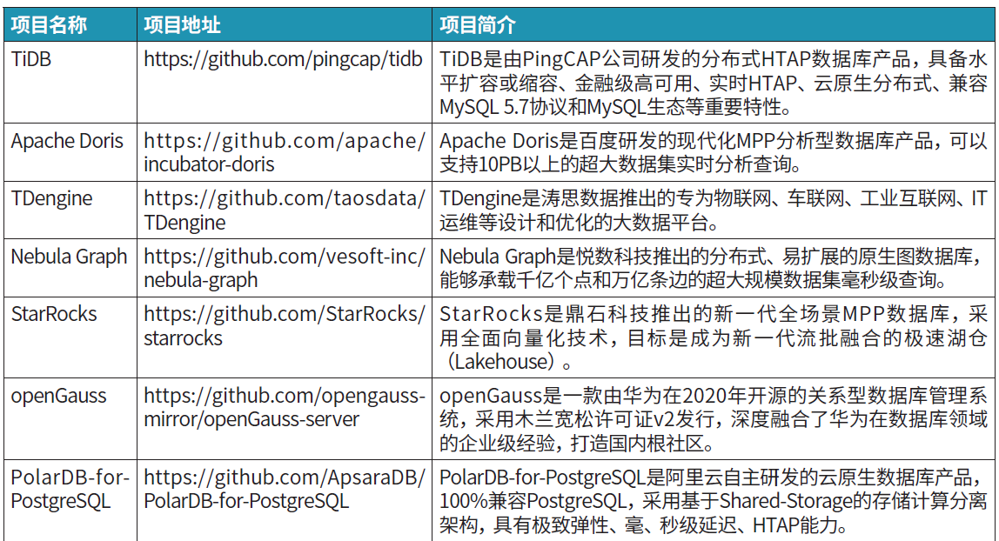 项目名称 项目地址 项目简介
TiDB https://github.com/pingcap/tidb TiDB是由PingCAP公司研发的分布式HTAP数据库产品，具备水
平扩容或缩容、金融级高可用、实时HTAP、云原生分布式、兼容
MySQL 5.7协议和MySQL生态等重要特性。
Apache Doris https://github.com/apache/ Apache Doris是百度研发的现代化MPP分析型数据库产品，可以
incubator-doris 支持10PB以上的超大数据集实时分析查询。
TDengine https://github.com/taosdata/ TDengine是涛思数据推出的专为物联网、车联网、工业互联网、IT
TDengine 运维等设计和优化的大数据平台。
Nebula Graph https://github.com/vesoft-inc/ Nebula Graph是悦数科技推出的分布式、易扩展的原生图数据库，
nebula-graph 能够承载千亿个点和万亿条边的超大规模数据集毫秒级查询。
StarRocks https://github.com/StarRocks/ StarRocks是鼎石科技推出的新一代全场景MPP数据库，采
starrocks 用全面向量化技术，目标是成为新一代流批融合的极速湖仓
（Lakehouse）。
openGauss https://github.com/opengauss- openGauss是一款由华为在2020年开源的关系型数据库管理系
mirror/openGauss-server 统，采用木兰宽松许可证v2发行，深度融合了华为在数据库领域
的企业级经验，打造国内根社区。
PolarDB-for- https://github.com/ApsaraDB/ PolarDB-for-PostgreSQL是阿里云自主研发的云原生数据库产品，
PostgreSQL PolarDB-for-PostgreSQL 100%兼容PostgreSQL，采用基于Shared-Storage的存储计算分离
架构，具有极致弹性、毫、秒级延迟、HTAP能力。